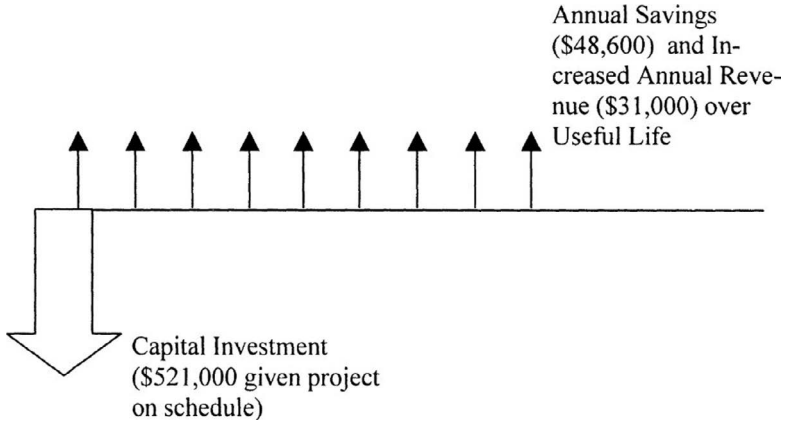 Annual Savings
($48,600) and In-
creased Annual Reve-
nue ($31,000) over
Useful Life
Capital Investment
($521,000 given project
on schedule)